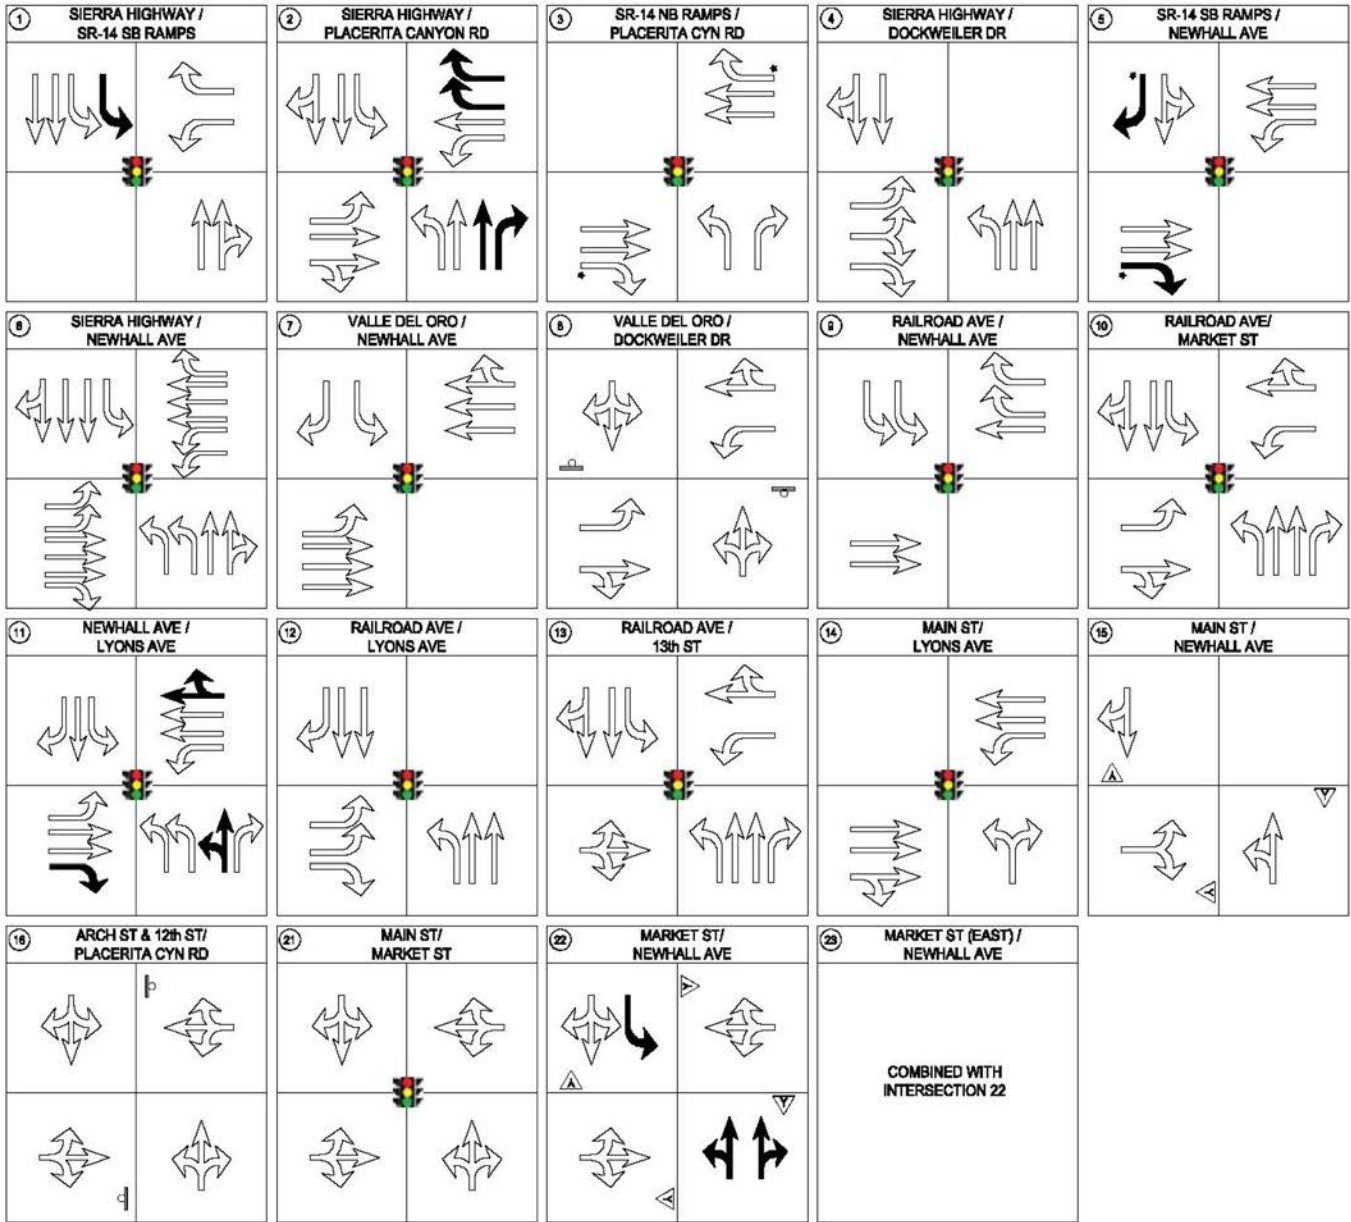 1
SIERRA HIGHWAY /
SR-14 SB RAMPS
2
SIERRA HIGHWAY /
PLACERITA CANYON RD
3
SR-14 NB RAMPS /
PLACERITA CYN RD
*
*
4
SIERRA HIGHWAY /
DOCKWEILER DR
5
SR-14 SB RAMPS /
NEWHALL AVE
*
*
6
SIERRA HIGHWAY /
NEWHALL AVE
7
VALLE DEL ORO /
NEWHALL AVE
8
VALLE DEL ORO /
DOCKWEILER DR
9
RAILROAD AVE /
NEWHALL AVE
10
RAILROAD AVE/
MARKET ST
11
NEWHALL AVE /
LYONS AVE
12
RAILROAD AVE /
LYONS AVE
13
RAILROAD AVE /
13th ST
14
MAIN ST/
LYONS AVE
15
MAIN ST /
NEWHALL AVE
Y
Y
Y
16
ARCH ST & 12th ST/
PLACERITA CYN RD
21
MAIN ST/
MARKET ST
22
MARKET ST/
NEWHALL AVE
Y
Y
Y
Y
23
MARKET ST (EAST) /
NEWHALL AVE
COMBINED WITH
INTERSECTION 22